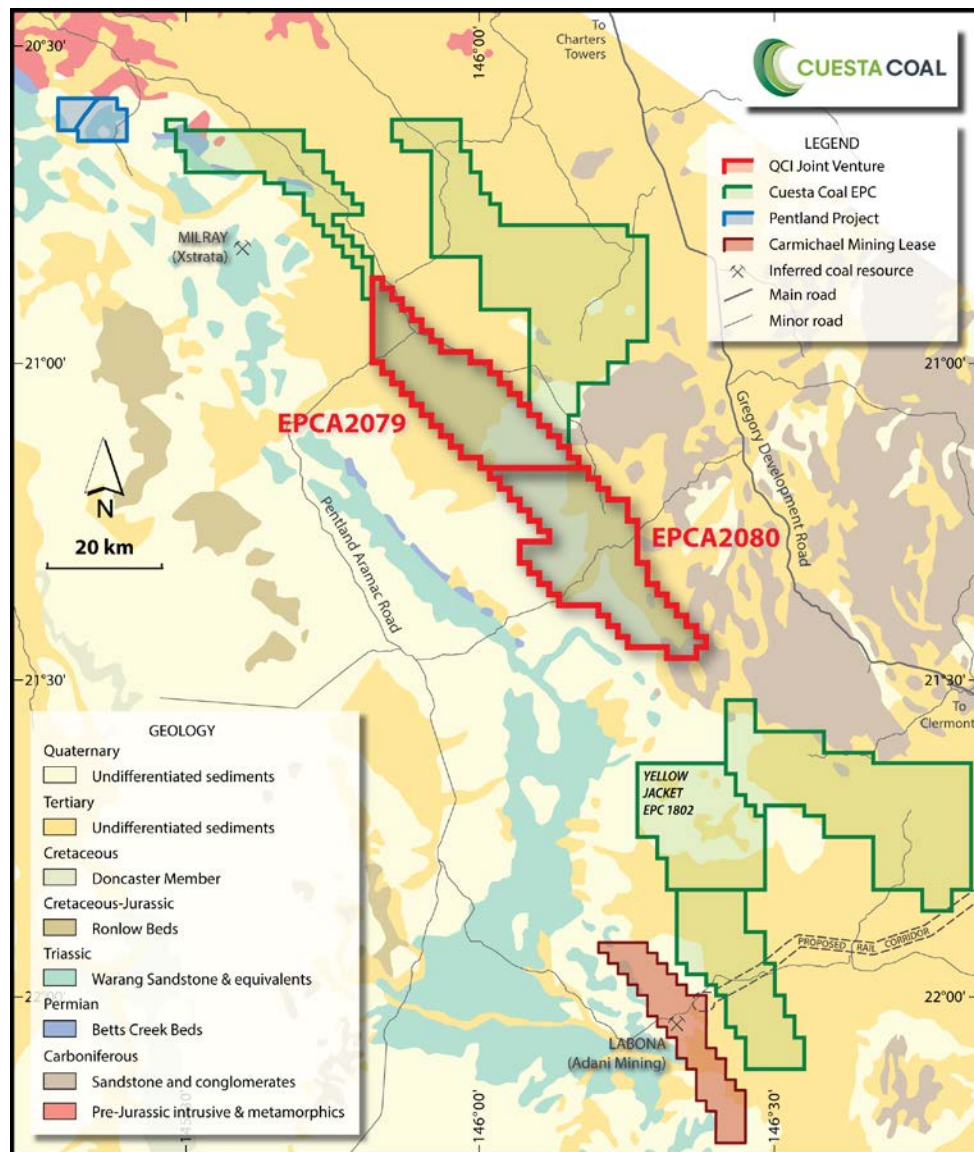 20°30'
146°00'
To
Charters
Towers
CUESTA COAL
LEGEND
QCI Joint Venture
Cuesta Coal EPC
Pentland Project
Carmichael Mining Lease
Inferred coal resource
Main road
Minor road
MILRAY
(Xstrata)
21°00'
21°00'
EPCA2079
Gregory Development Road
N
20 km
EPCA2080
Pentland Aramac Road
21°30'
21°30'
To
Clermont
GEOLOGY
Quaternary
Undifferentiated sediments
Tertiary
Undifferentiated sediments
Cretaceous
Doncaster Member
Cretaceous-Jurassic
Ronlow Beds
Triassic
Warang Sandstone & equivalents
Permian
Betts Creek Beds
Carboniferous
Sandstone and conglomerates
Pre-Jurassic intrusive & metamorphics
YELLOW
JACKET
EPC 1802
PROPOSED RAIL CORRIDOR
22°00'
22°00'
LABONA
(Adani Mining)
146°00'
146°30'